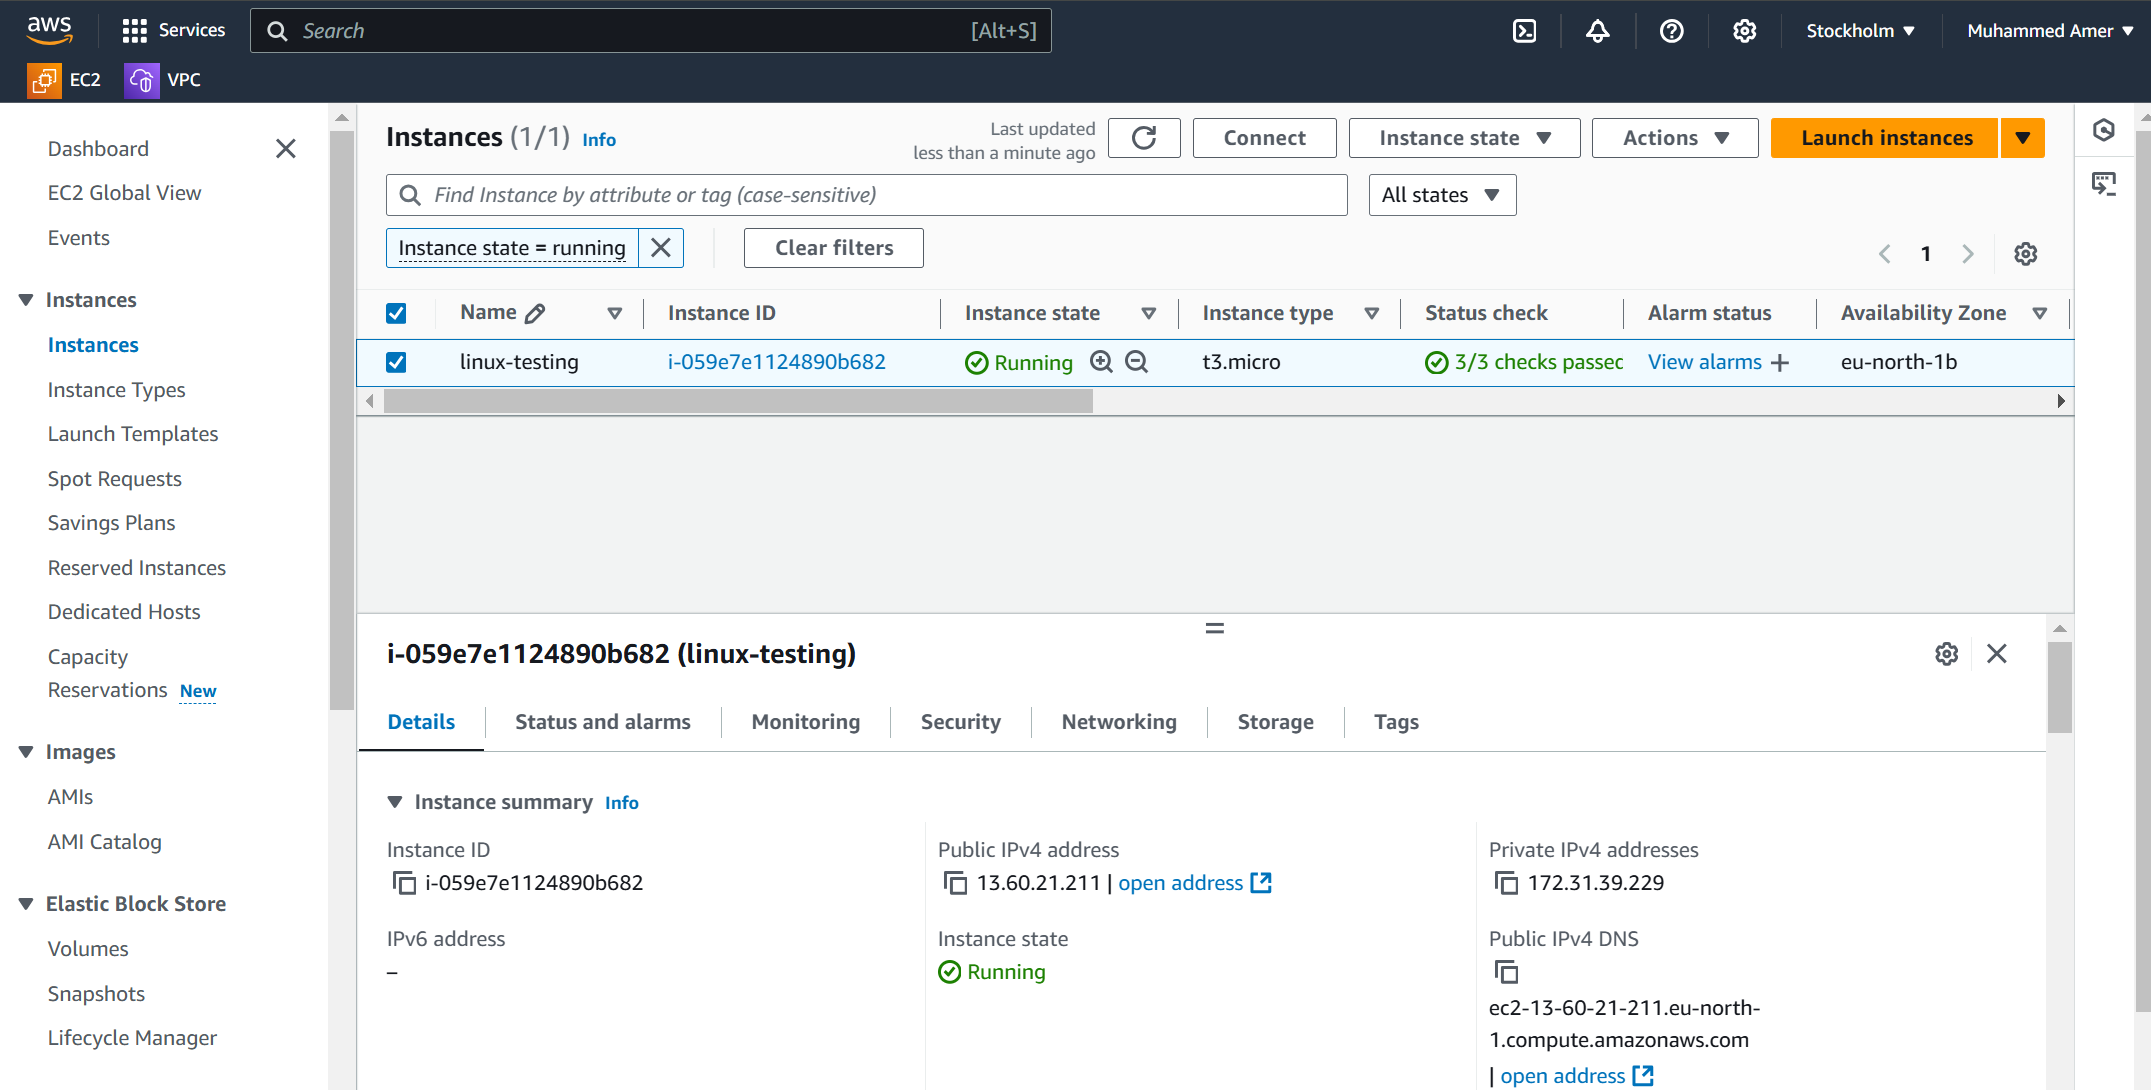 aws
Services
Search [Alt+S]
Stockholm
Muhammed Amer
EC2
VPC
Dashboard
EC2 Global View
Events
Instances
Instances
Instance Types
Launch Templates
Spot Requests
Savings Plans
Reserved Instances
Dedicated Hosts
Capacity
Reservations New
Images
AMIs
AMI Catalog
Elastic Block Store
Volumes
Snapshots
Lifecycle Manager
Instances (1/1) Info
Last updated
less than a minute ago
Connect
Instance state
Actions
Launch instances
Find Instance by attribute or tag (case-sensitive)
All states
Instance state = running
Clear filters
1
Name Instance ID Instance state Instance type Status check Alarm status Availability Zone
linux-testing i-059e7e1124890b682 Running t3.micro 3/3 checks passed View alarms + eu-north-1b
i-059e7e1124890b682 (linux-testing)
Details Status and alarms Monitoring Security Networking Storage Tags
Instance summary Info
Instance ID
i-059e7e1124890b682
Public IPv4 address
13.60.21.211 | open address
Private IPv4 addresses
172.31.39.229
IPv6 address
–
Instance state
Running
Public IPv4 DNS
ec2-13-60-21-211.eu-north-
1.compute.amazonaws.com
| open address